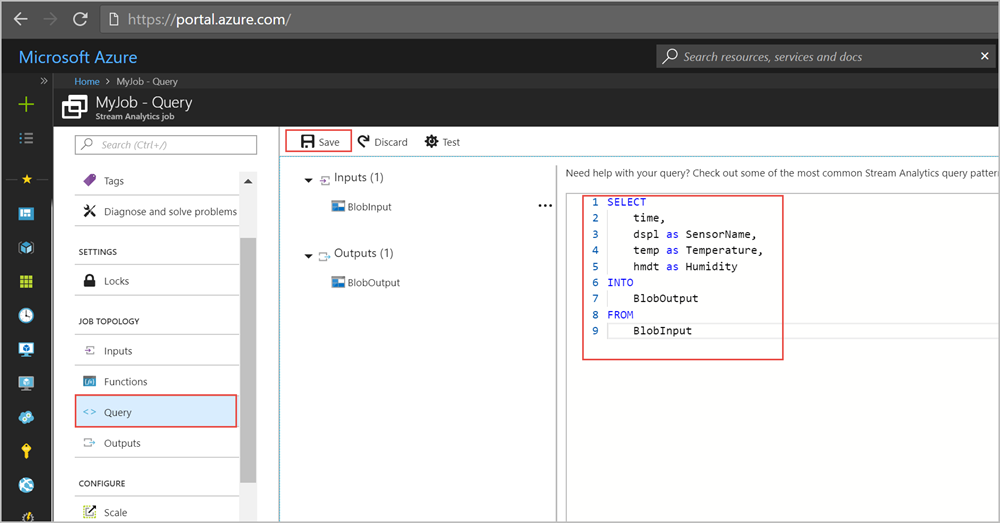 https://portal.azure.com/
Microsoft Azure
Search resources, services and docs
Home > MyJob - Query
MyJob - Query
Stream Analytics job
Search (Ctrl+/)
Tags
Diagnose and solve problems
SETTINGS
Locks
JOB TOPOLOGY
Inputs
Functions
<> Query
Outputs
CONFIGURE
Scale
Save Discard Test
Inputs (1)
BlobInput
Outputs (1)
BlobOutput
Need help with your query? Check out some of the most common Stream Analytics query pattern
1 SELECT
2 time,
3 dspl as SensorName,
4 temp as Temperature,
5 hmdt as Humidity
6 INTO
7 BlobOutput
8 FROM
9 BlobInput